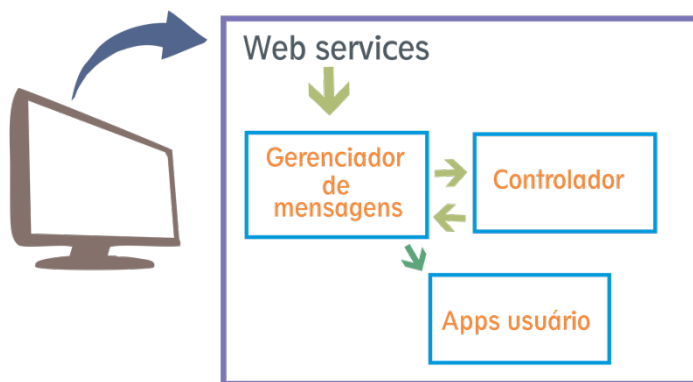 Web services
Gerenciador
de
mensagens
Controlador
Apps usuário